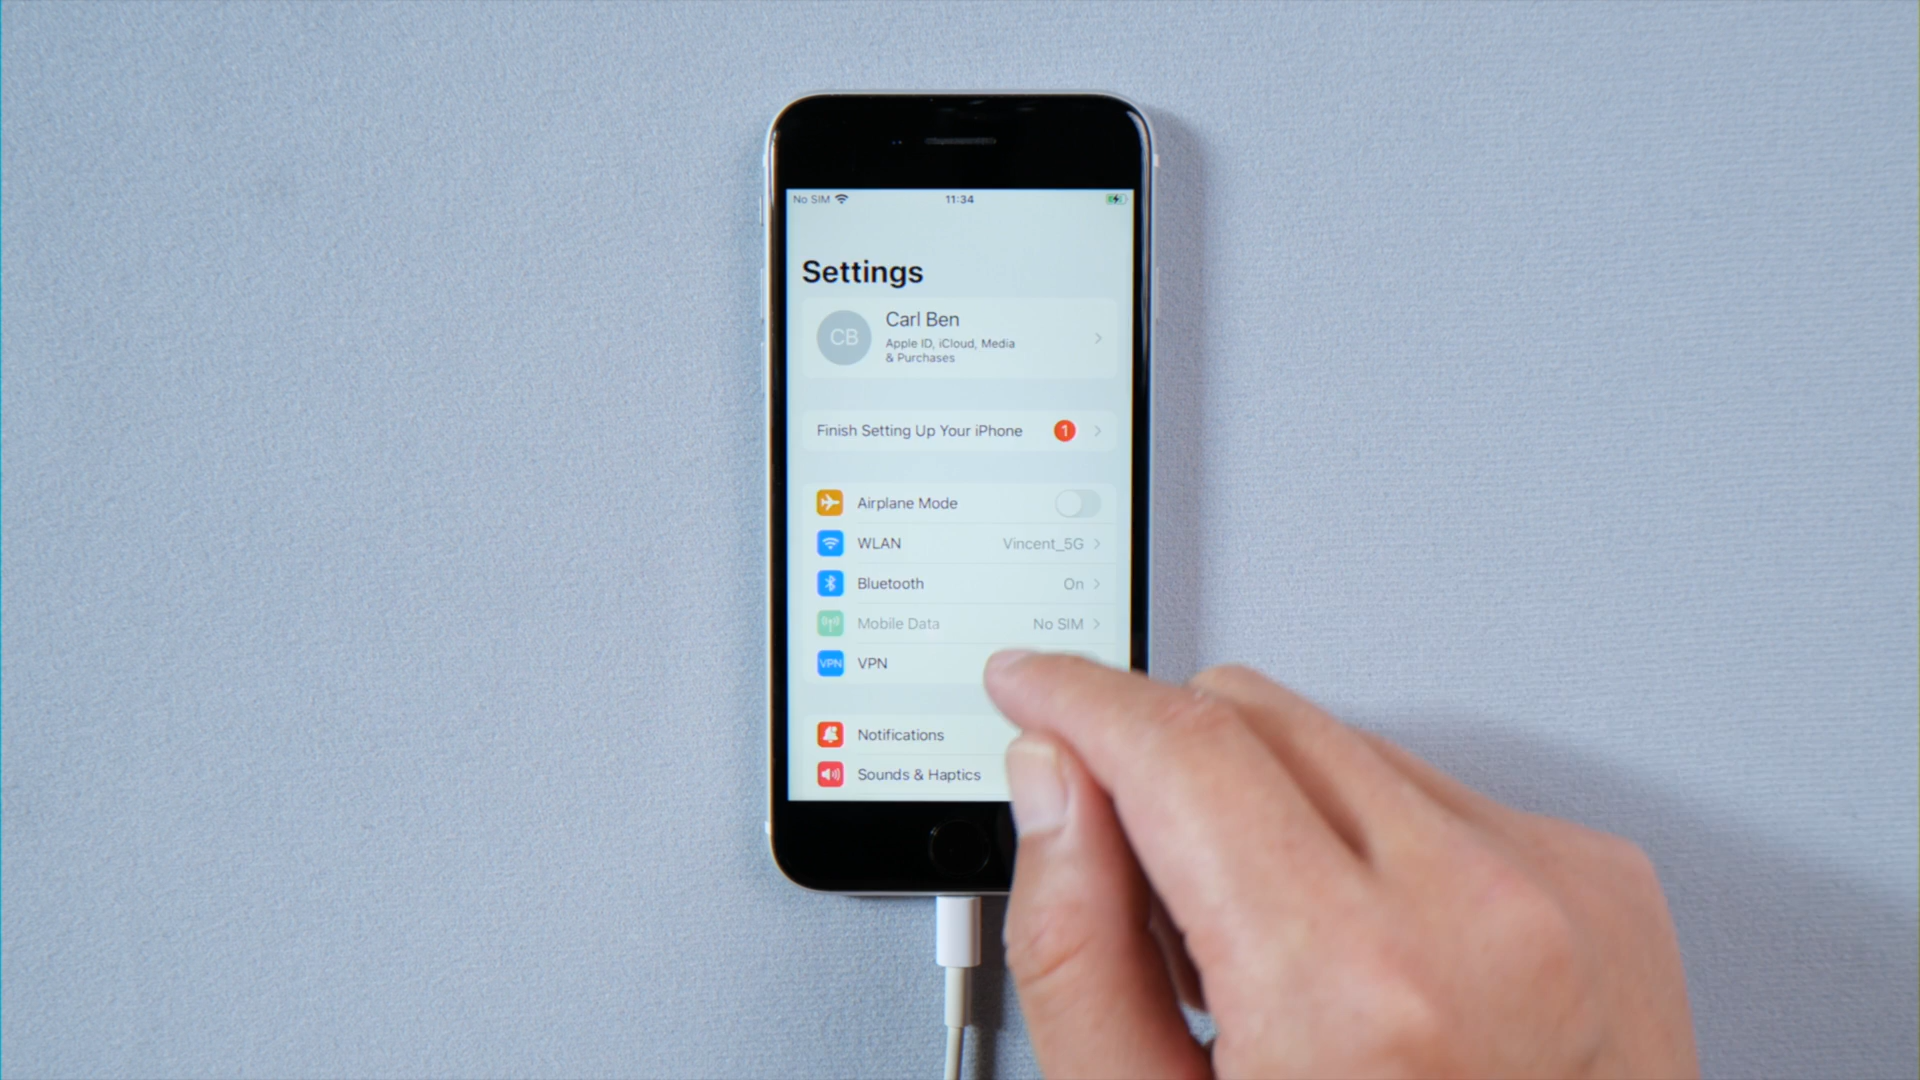 No SIM 11:34
Settings
CB
Carl Ben
Apple ID, iCloud, Media
& Purchases
Finish Setting Up Your iPhone 1
Airplane Mode
WLAN Vincent_5G
Bluetooth On
Mobile Data No SIM
VPN VPN
Notifications
Sounds & Haptics